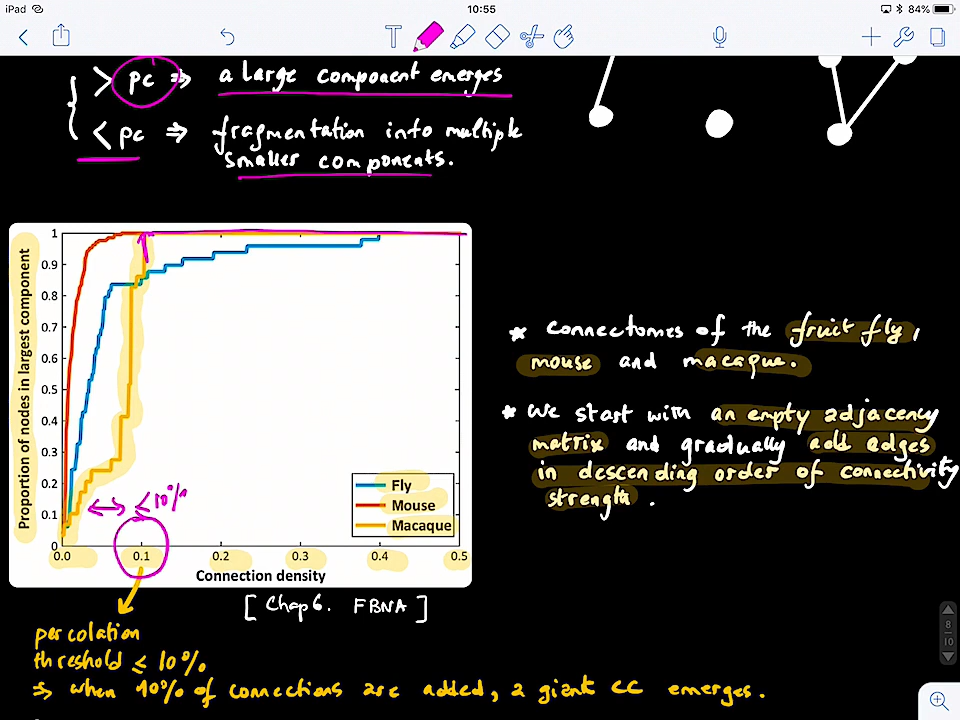 iPad 10:55 84%
T
> pc ⇒ a large component emerges
< pc ⇒ fragmentation into multiple
smaller components.
Proportion of nodes in largest component
1
0.9
0.8
0.7
0.6
0.5
0.4
0.3
0.2
0.1
0
≤10%
Fly
Mouse
Macaque
0.0 0.1 0.2 0.3 0.4 0.5
Connection density
[ Chap 6. FBNA ]
* connectomes of the fruit fly,
mouse and macaque.
* We start with an empty adjacency
matrix and gradually add edges
in descending order of connectivity
strength.
percolation
threshold ≤ 10%
⇒ when 10% of connections are added, a giant CC emerges.
8
10